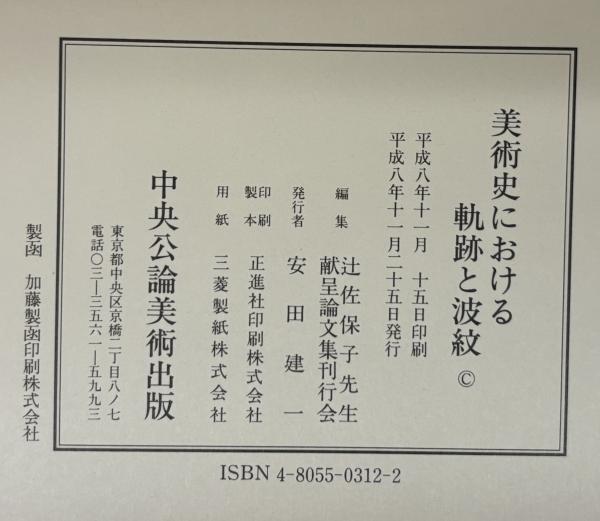 美術史における
軌跡と波紋 ©
平成八年十一月 十五日印刷
平成八年十一月二十五日発行
編集 辻佐保子先生
献呈論文集刊行会
発行者 安田建一
印刷
製本 正進社印刷株式会社
用紙 三菱製紙株式会社
中央公論美術出版
東京都中央区京橋二丁目八ノ七
電話〇三―三五六一―五九九三
製函 加藤製函印刷株式会社
ISBN 4-8055-0312-2